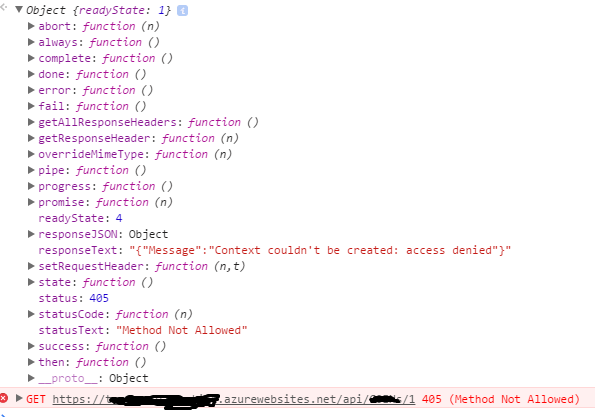 Object {readyState: 1}
abort: function (n)
always: function ()
complete: function ()
done: function ()
error: function ()
fail: function ()
getAllResponseHeaders: function ()
getResponseHeader: function (n)
overrideMimeType: function (n)
pipe: function ()
progress: function ()
promise: function (n)
readyState: 4
responseJSON: Object
responseText: "{"Message":"Context couldn't be created: access denied"}"
setRequestHeader: function (n,t)
state: function ()
status: 405
statusCode: function (n)
statusText: "Method Not Allowed"
success: function ()
then: function ()
__proto__: Object
GET https://t .azurewebsites.net/api/ /1 405 (Method Not Allowed)